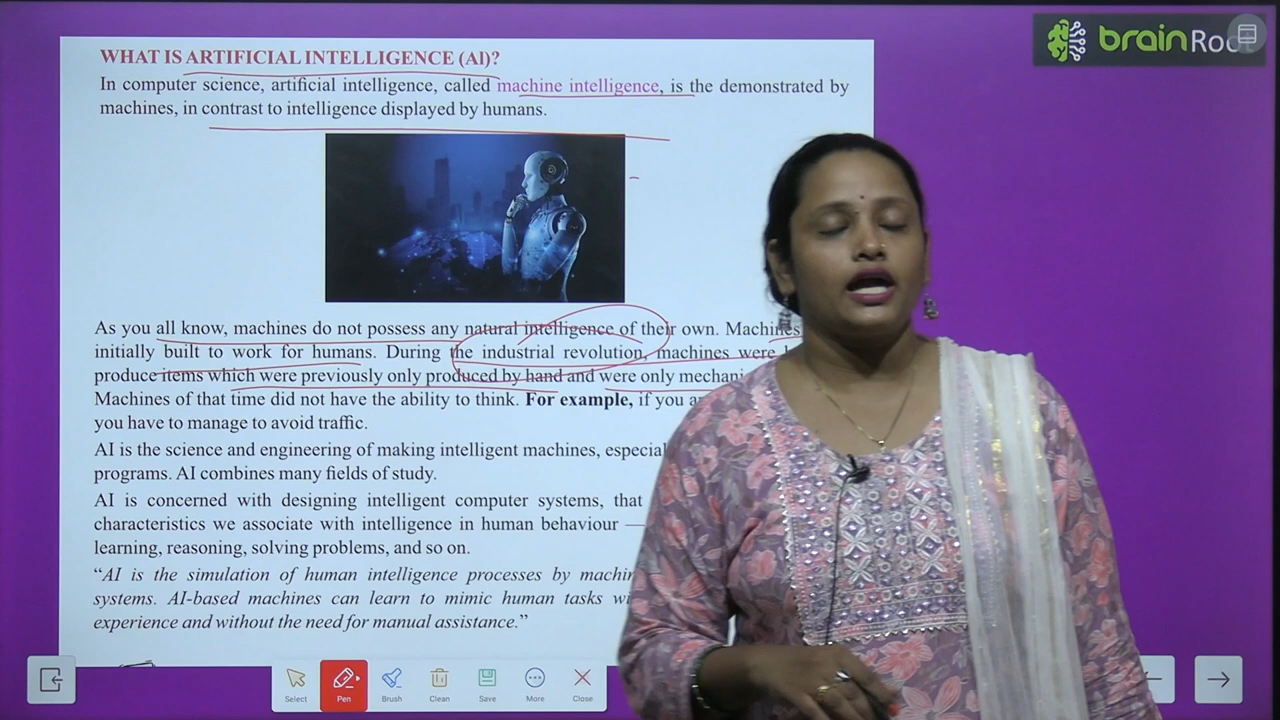 WHAT IS ARTIFICIAL INTELLIGENCE (AI)?
In computer science, artificial intelligence, called machine intelligence, is the demonstrated by
machines, in contrast to intelligence displayed by humans.
As you all know, machines do not possess any natural intelligence of their own. Machines
initially built to work for humans. During the industrial revolution, machines were
produce items which were previously only produced by hand and were only
Machines of that time did not have the ability to think. For example, if you
you have to manage to avoid traffic.
AI is the science and engineering of making intelligent machines,
programs. AI combines many fields of study.
AI is concerned with designing intelligent computer systems, that
characteristics we associate with intelligence in human behaviour —
learning, reasoning, solving problems, and so on.
“AI is the simulation of human intelligence processes by
systems. AI-based machines can learn to mimic human tasks
experience and without the need for manual assistance.”
brain
Select Pen Brush Clean Save More Close